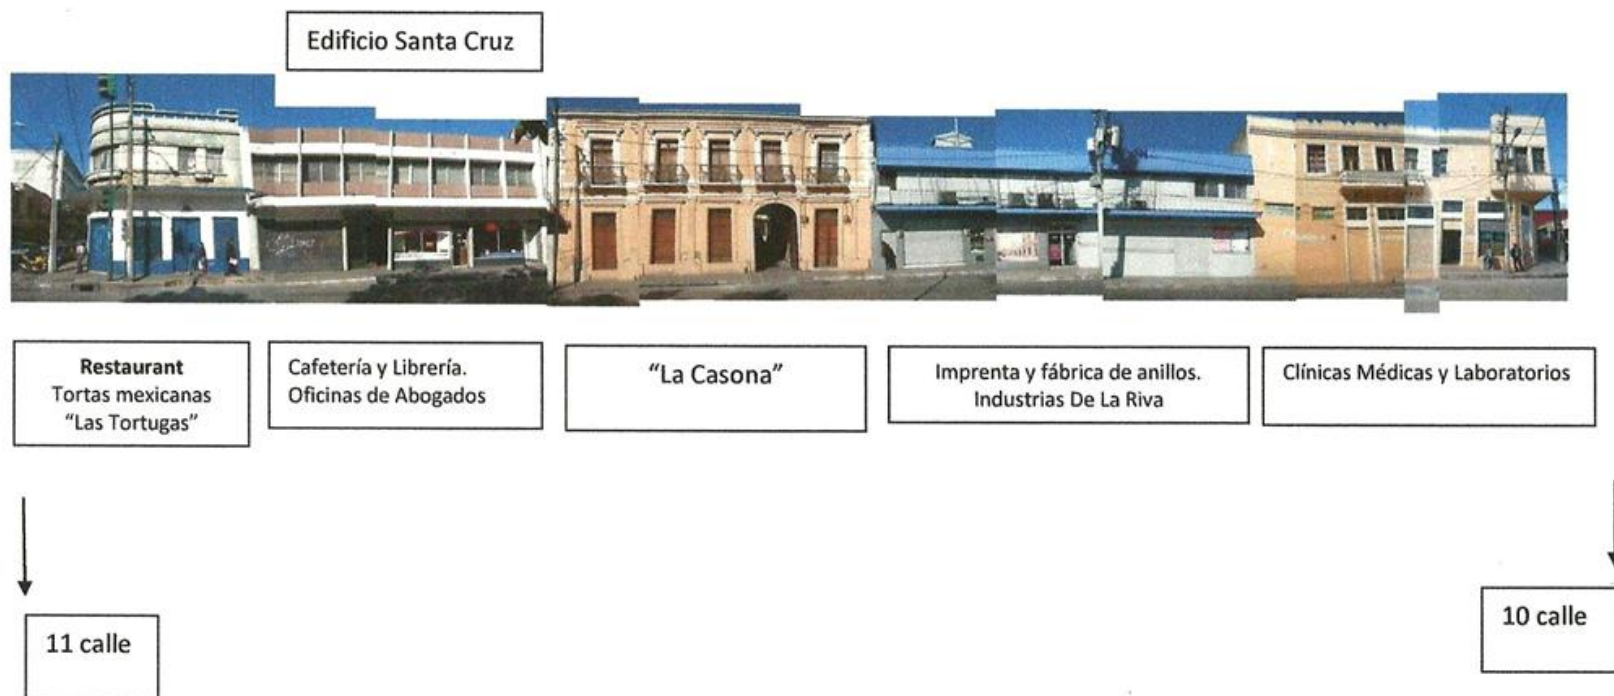 Edificio Santa Cruz
Restaurant
Tortas mexicanas
“Las Tortugas”
Cafetería y Librería.
Oficinas de Abogados
“La Casona”
Imprenta y fábrica de anillos.
Industrias De La Riva
Clínicas Médicas y Laboratorios
11 calle
10 calle